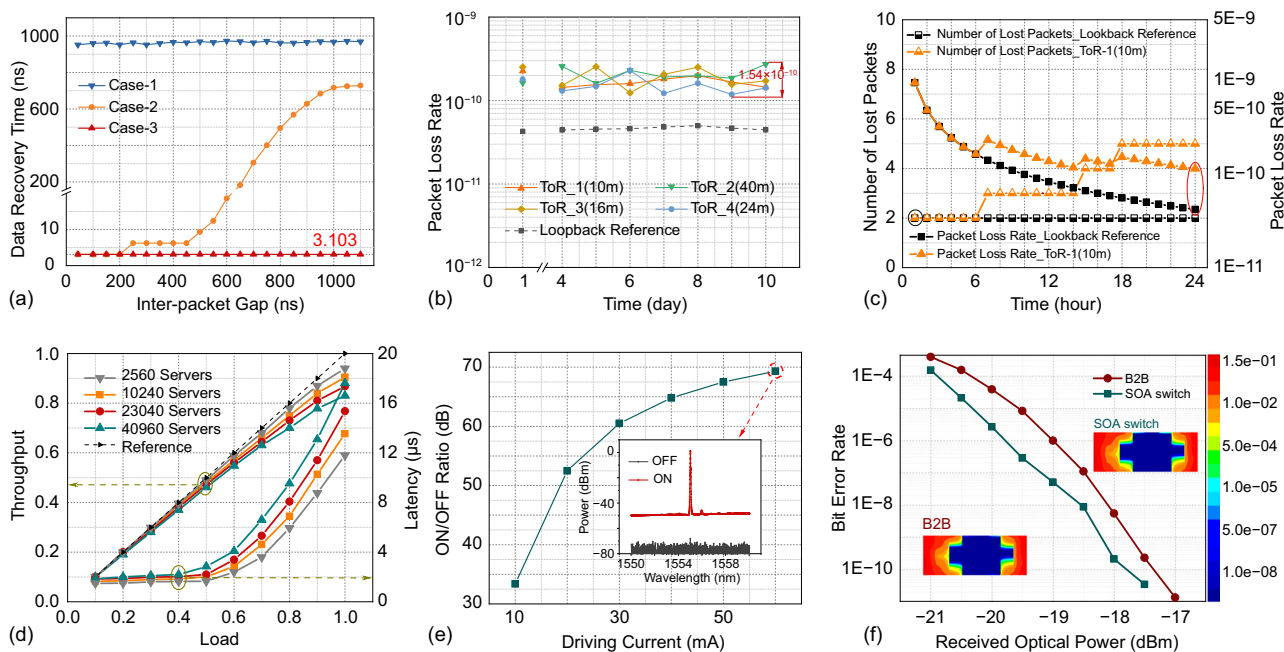 1000
800
600
200
10
0
0
200
400
600
800
1000
Data Recovery Time (ns)
Inter-packet Gap (ns)
Case-1
Case-2
Case-3
3.103
(a)
10⁻⁹
10⁻¹⁰
10⁻¹¹
10⁻¹²
Packet Loss Rate
1.54×10⁻¹⁰
ToR_1(10m)
ToR_2(40m)
ToR_3(16m)
ToR_4(24m)
Loopback Reference
1
4
6
8
10
Time (day)
(b)
10
8
6
4
2
0
Number of Lost Packets
Number of Lost Packets_Lookback Reference
Number of Lost Packets_ToR-1(10m)
Packet Loss Rate_Lookback Reference
Packet Loss Rate_ToR-1(10m)
5E-9
1E-9
5E-10
1E-10
1E-11
Packet Loss Rate
0
6
12
18
24
Time (hour)
(c)
1.0
0.8
0.6
0.4
0.2
0.0
Throughput
2560 Servers
10240 Servers
23040 Servers
40960 Servers
Reference
20
16
12
8
4
0
Latency (µs)
0.0
0.2
0.4
0.6
0.8
1.0
Load
(d)
70
60
50
40
30
ON/OFF Ratio (dB)
0
-40
-80
Power (dBm)
OFF
ON
1550
1554
1558
Wavelength (nm)
10
30
50
Driving Current (mA)
(e)
1E-4
1E-6
1E-8
1E-10
Bit Error Rate
B2B
SOA switch
SOA switch
B2B
1.5e-01
1.0e-02
5.0e-04
1.0e-05
5.0e-07
1.0e-08
−21
−20
−19
−18
−17
Received Optical Power (dBm)
(f)